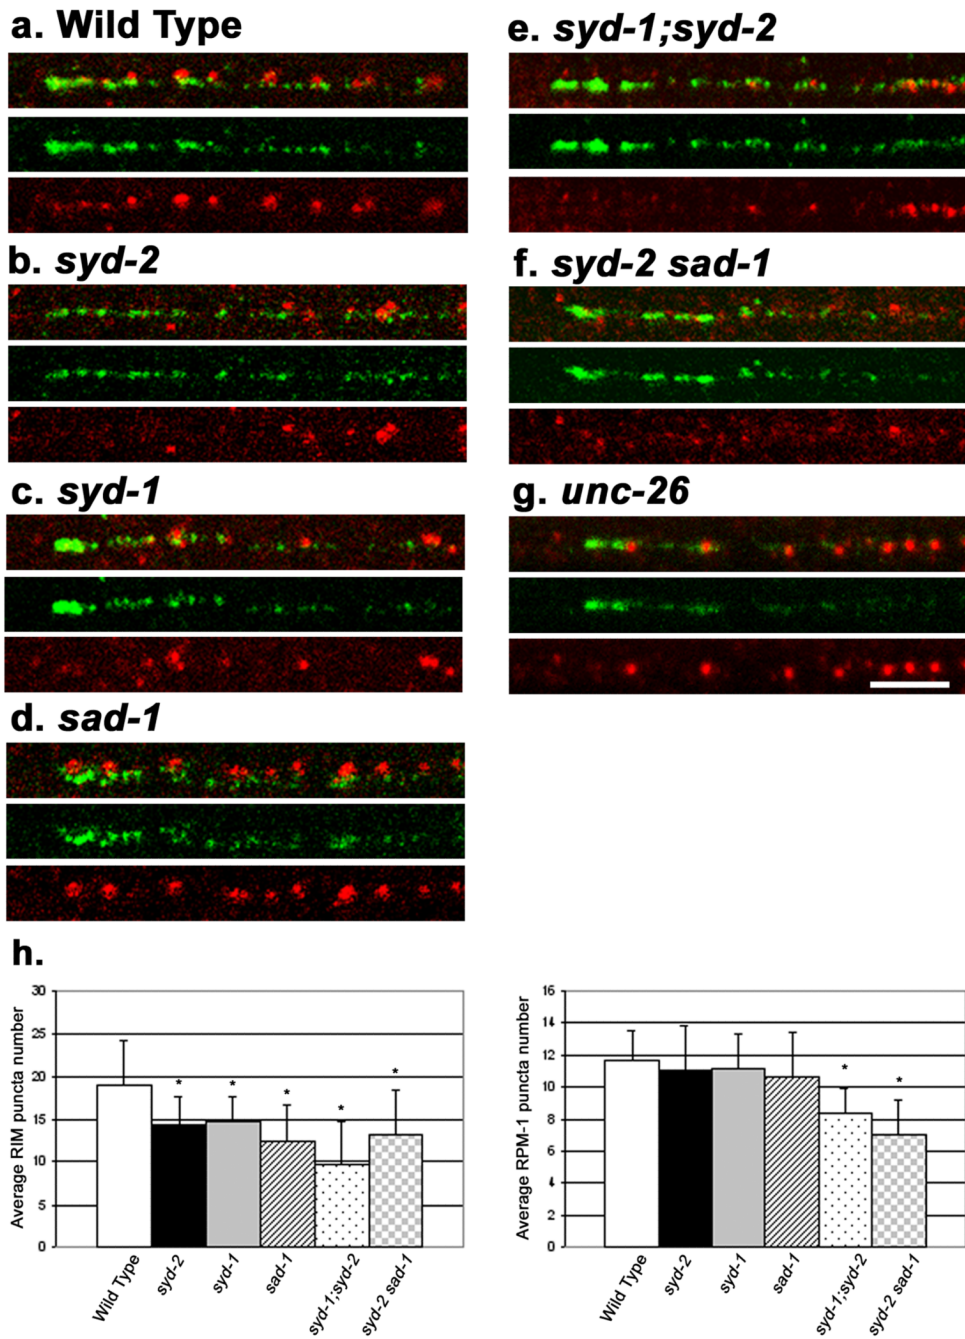 a. Wild Type
b. syd-2
c. syd-1
d. sad-1
e. syd-1;syd-2
f. syd-2 sad-1
g. unc-26
h.
Average RIM puncta number
30
25
20
15
10
5
0
*
*
*
*
*
Wild Type
syd-2
syd-1
sad-1
syd-1;syd-2
syd-2 sad-1
Average RPM-1 puncta number
16
14
12
10
8
6
4
2
0
*
*
Wild Type
syd-2
syd-1
sad-1
syd-1;syd-2
syd-2 sad-1